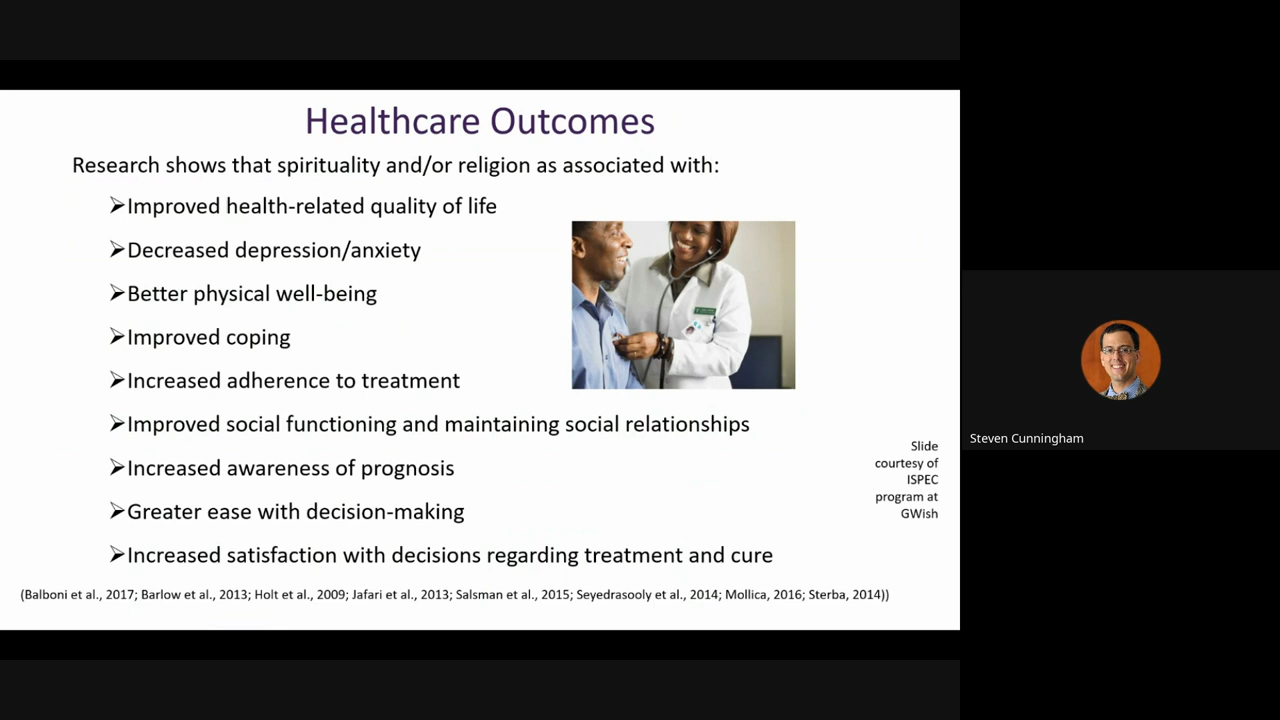 Healthcare Outcomes
Research shows that spirituality and/or religion as associated with:
➢Improved health-related quality of life
➢Decreased depression/anxiety
➢Better physical well-being
➢Improved coping
➢Increased adherence to treatment
➢Improved social functioning and maintaining social relationships
➢Increased awareness of prognosis
➢Greater ease with decision-making
➢Increased satisfaction with decisions regarding treatment and cure
Slide
courtesy of
ISPEC
program at
GWish
(Balboni et al., 2017; Barlow et al., 2013; Holt et al., 2009; Jafari et al., 2013; Salsman et al., 2015; Seyedrasooly et al., 2014; Mollica, 2016; Sterba, 2014))
Steven Cunningham